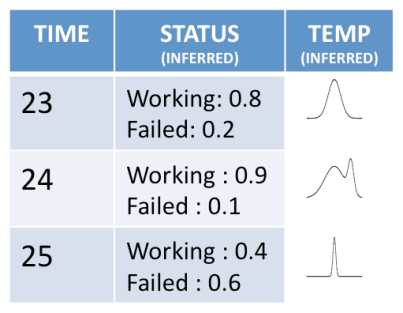 TIME STATUS TEMP
(INFERRED) (INFERRED)
23 Working: 0.8
Failed: 0.2
24 Working : 0.9
Failed : 0.1
25 Working : 0.4
Failed : 0.6